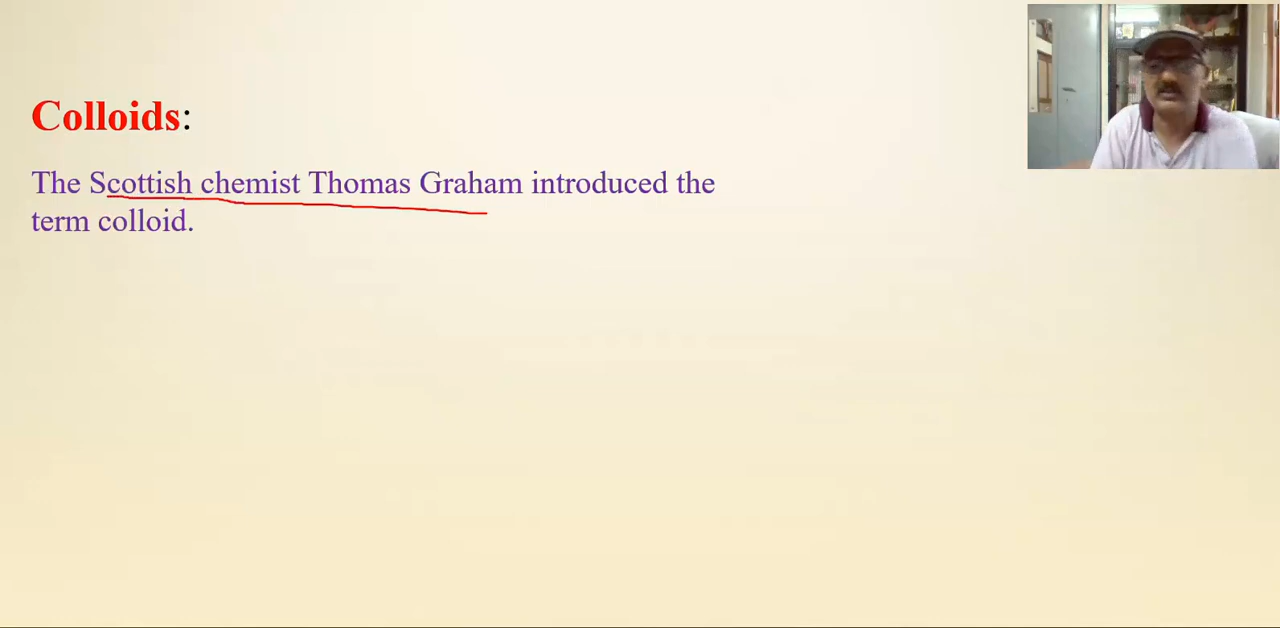 Colloids:
The Scottish chemist Thomas Graham introduced the
term colloid.